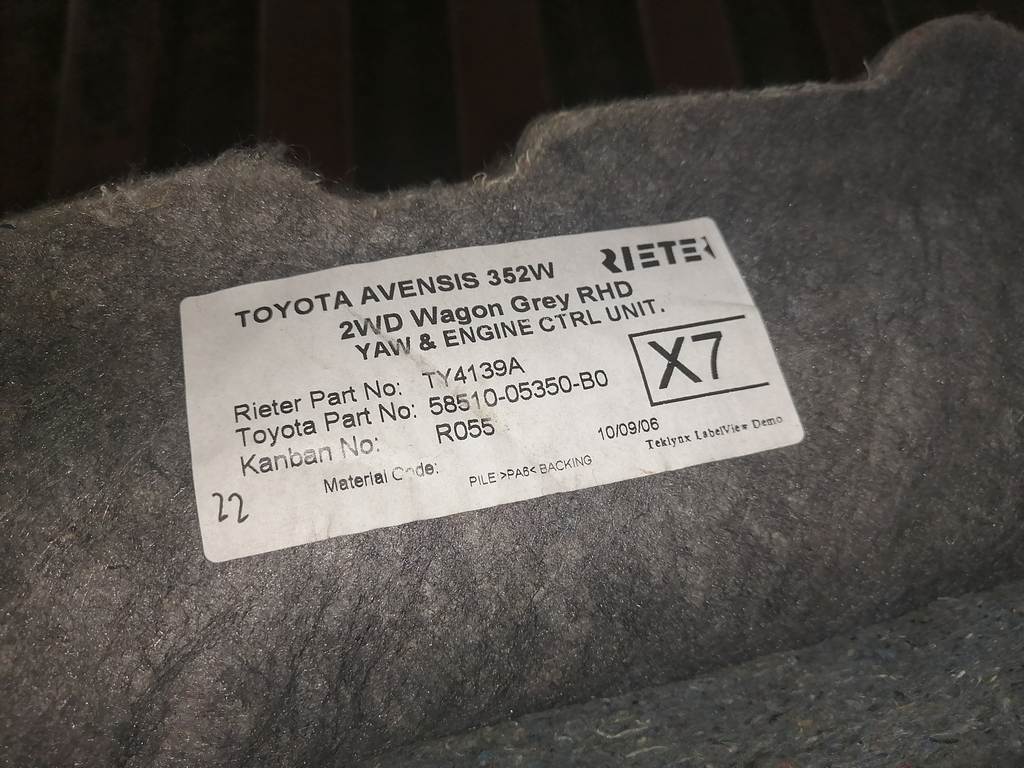 RIETER
TOYOTA AVENSIS 352W
2WD Wagon Grey RHD
YAW & ENGINE CTRL UNIT.
X7
Rieter Part No: TY4139A
Toyota Part No: 58510-05350-B0
Kanban No: R055
10/09/06
Material Code: PILE >PA6< BACKING
Teklynx LabelView Demo
22